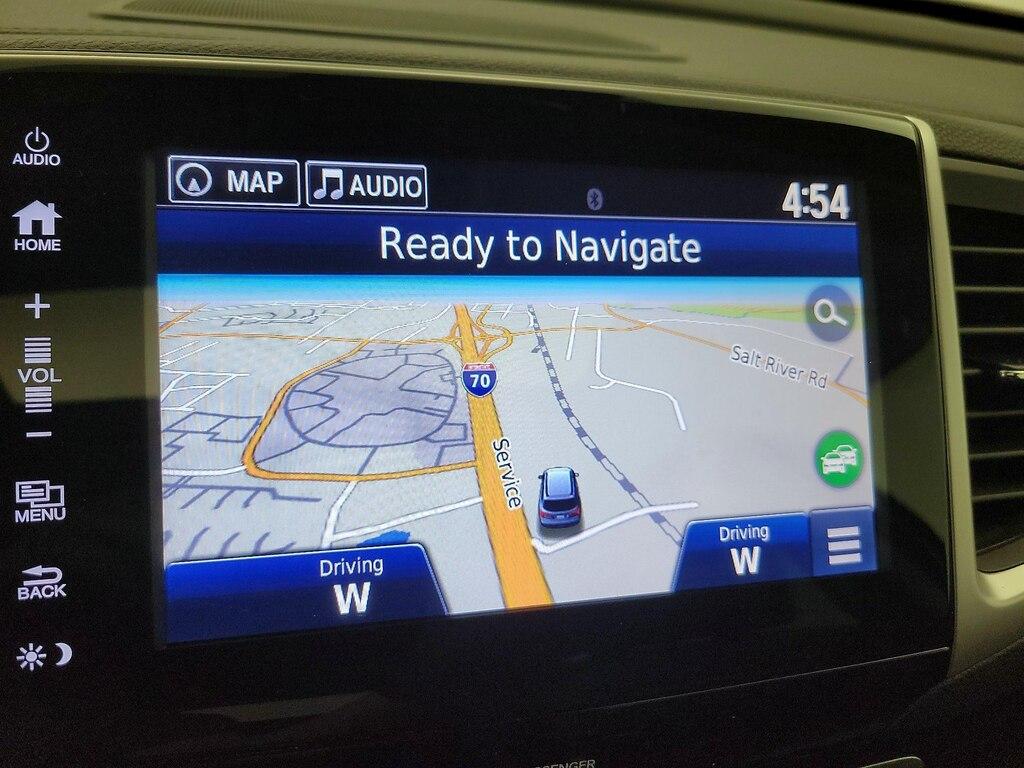 AUDIO
HOME
+
VOL
-
MENU
BACK
MAP
AUDIO
4:54
Ready to Navigate
70
Salt River Rd
Service
Driving
W
Driving
W